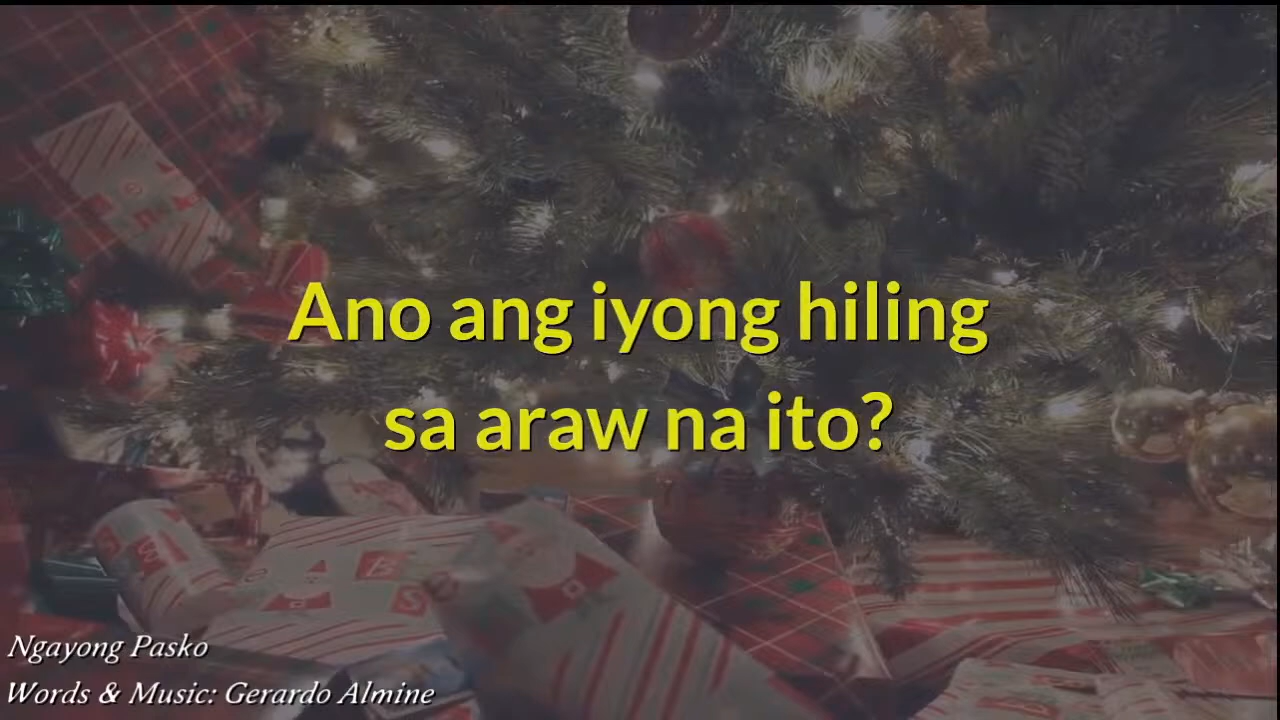 Ano ang iyong hiling
sa araw na ito?
Ngayong Pasko
Words & Music: Gerardo Almine